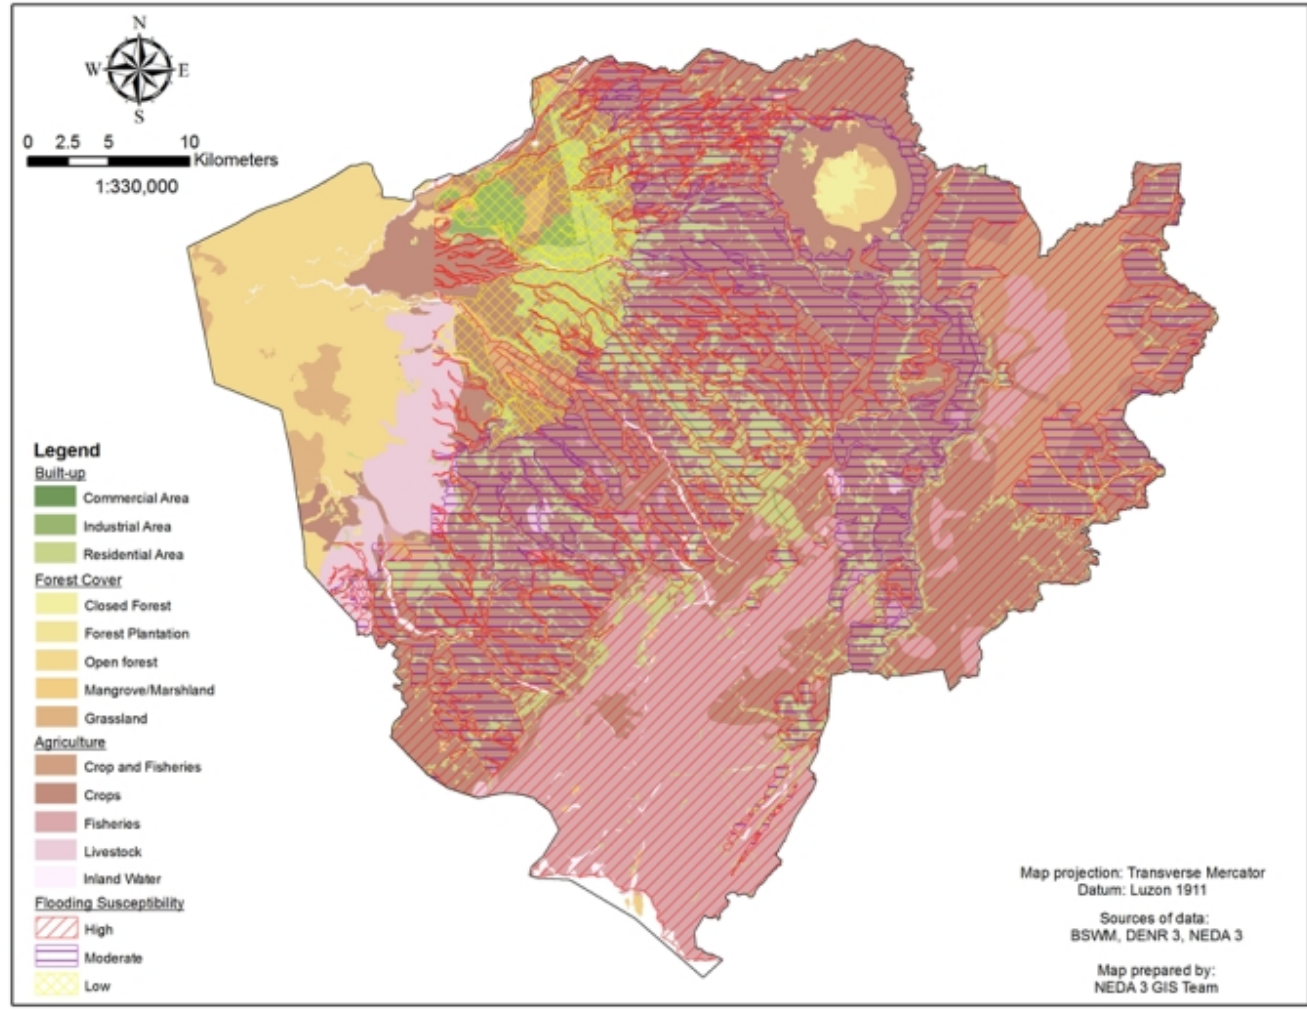 N
W E
S
0 2.5 5 10
Kilometers
1:330,000
Legend
Built-up
Commercial Area
Industrial Area
Residential Area
Forest Cover
Closed Forest
Forest Plantation
Open forest
Mangrove/Marshland
Grassland
Agriculture
Crop and Fisheries
Crops
Fisheries
Livestock
Inland Water
Flooding Susceptibility
High
Moderate
Low
Map projection: Transverse Mercator
Datum: Luzon 1911
Sources of data:
BSWM, DENR 3, NEDA 3
Map prepared by:
NEDA 3 GIS Team